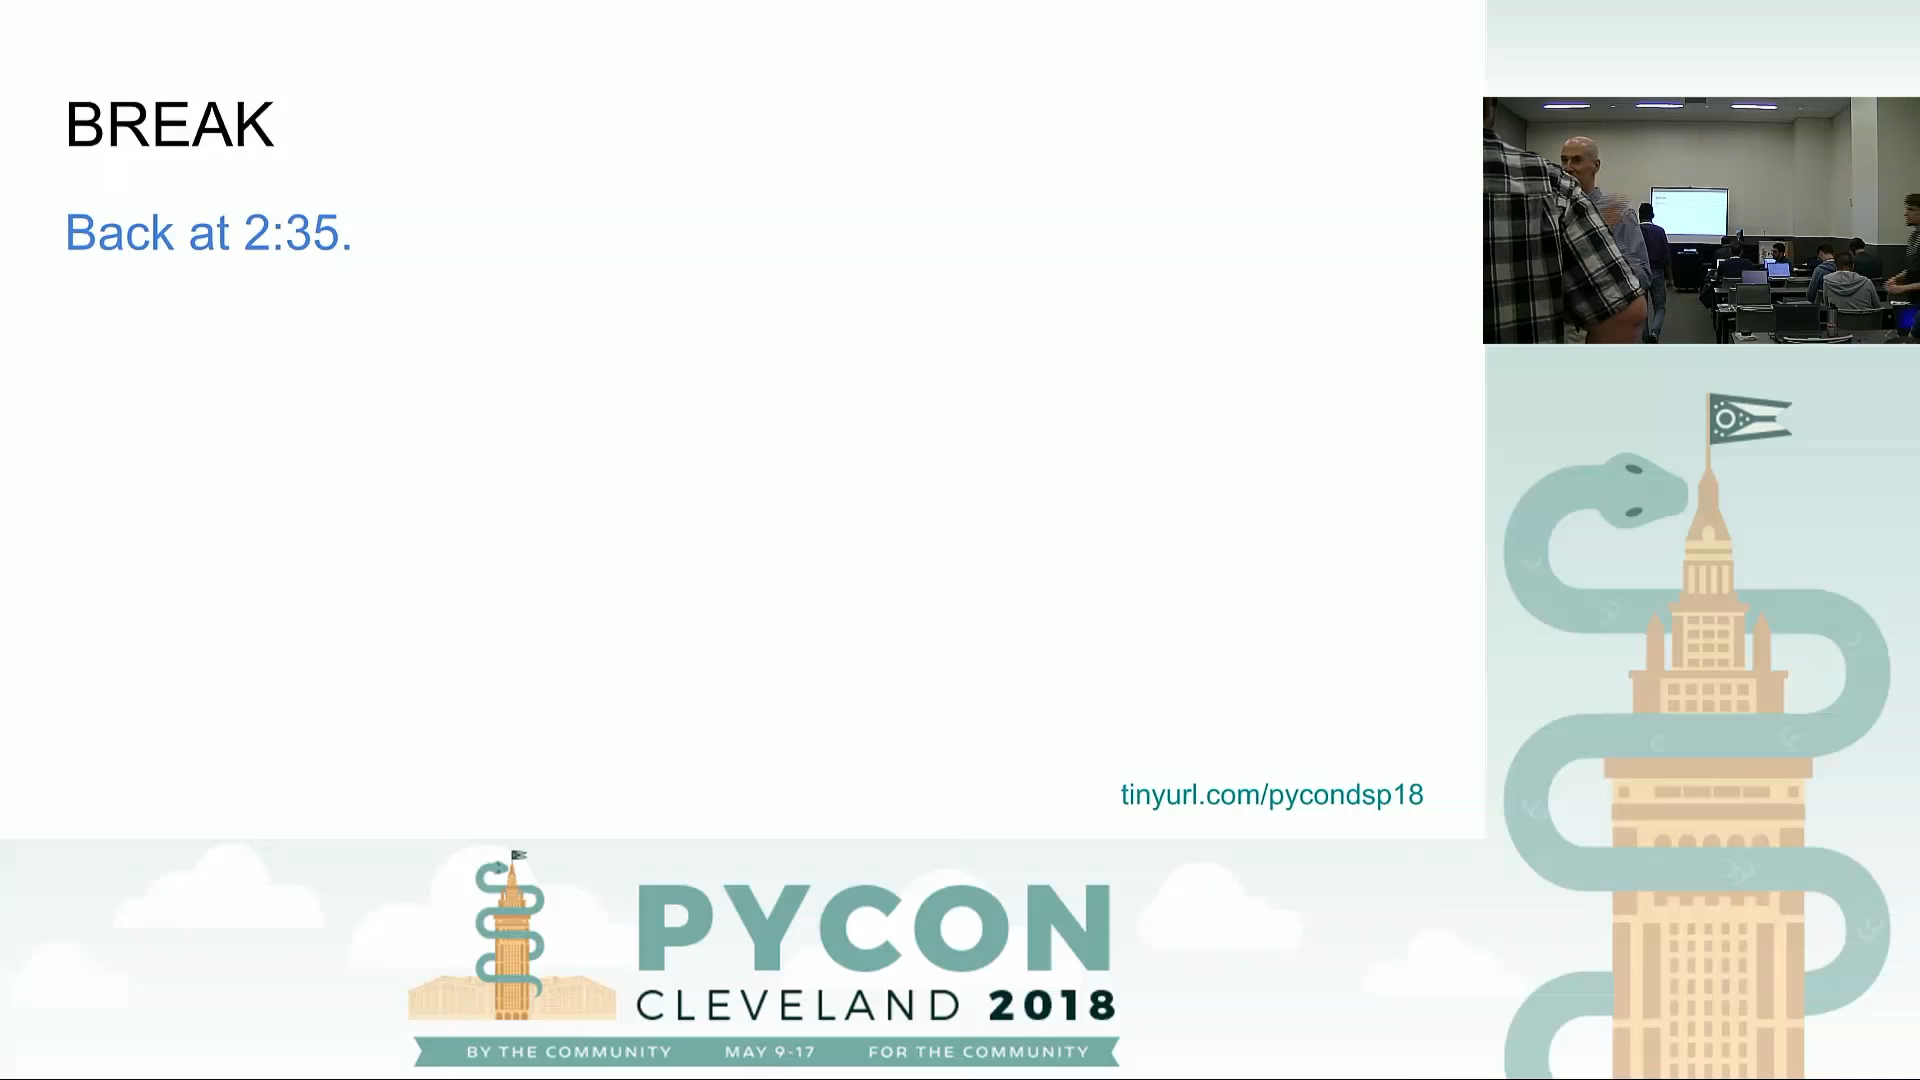 BREAK
Back at 2:35.
tinyurl.com/pycondsp18
PYCON
CLEVELAND 2018
BY THE COMMUNITY MAY 9-17 FOR THE COMMUNITY